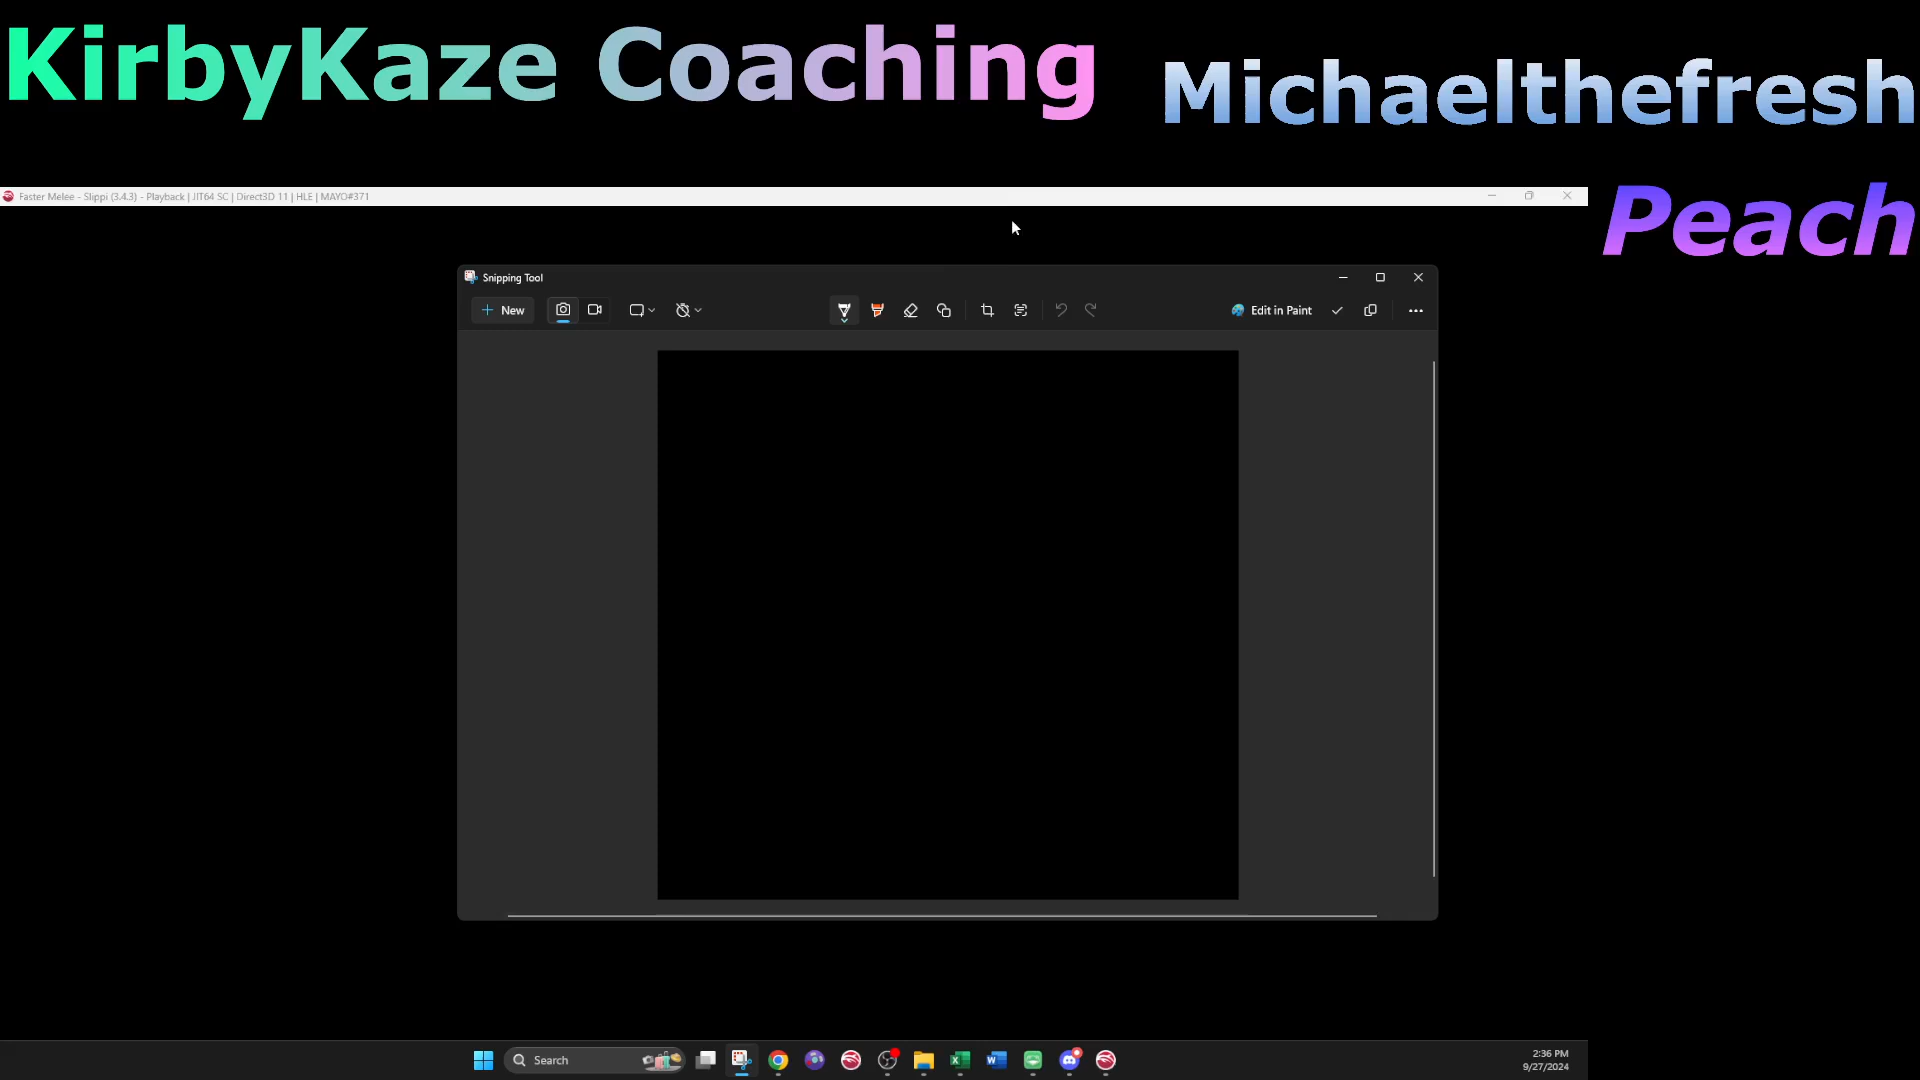 KirbyKaze Coaching
Michaelthefresh
Peach
Faster Melee - Slippi (3.4.3) - Playback | JIT64 SC | Direct3D 11 | HLE | MAYO#371
Snipping Tool
New
Edit in Paint
Search
2:36 PM
9/27/2024